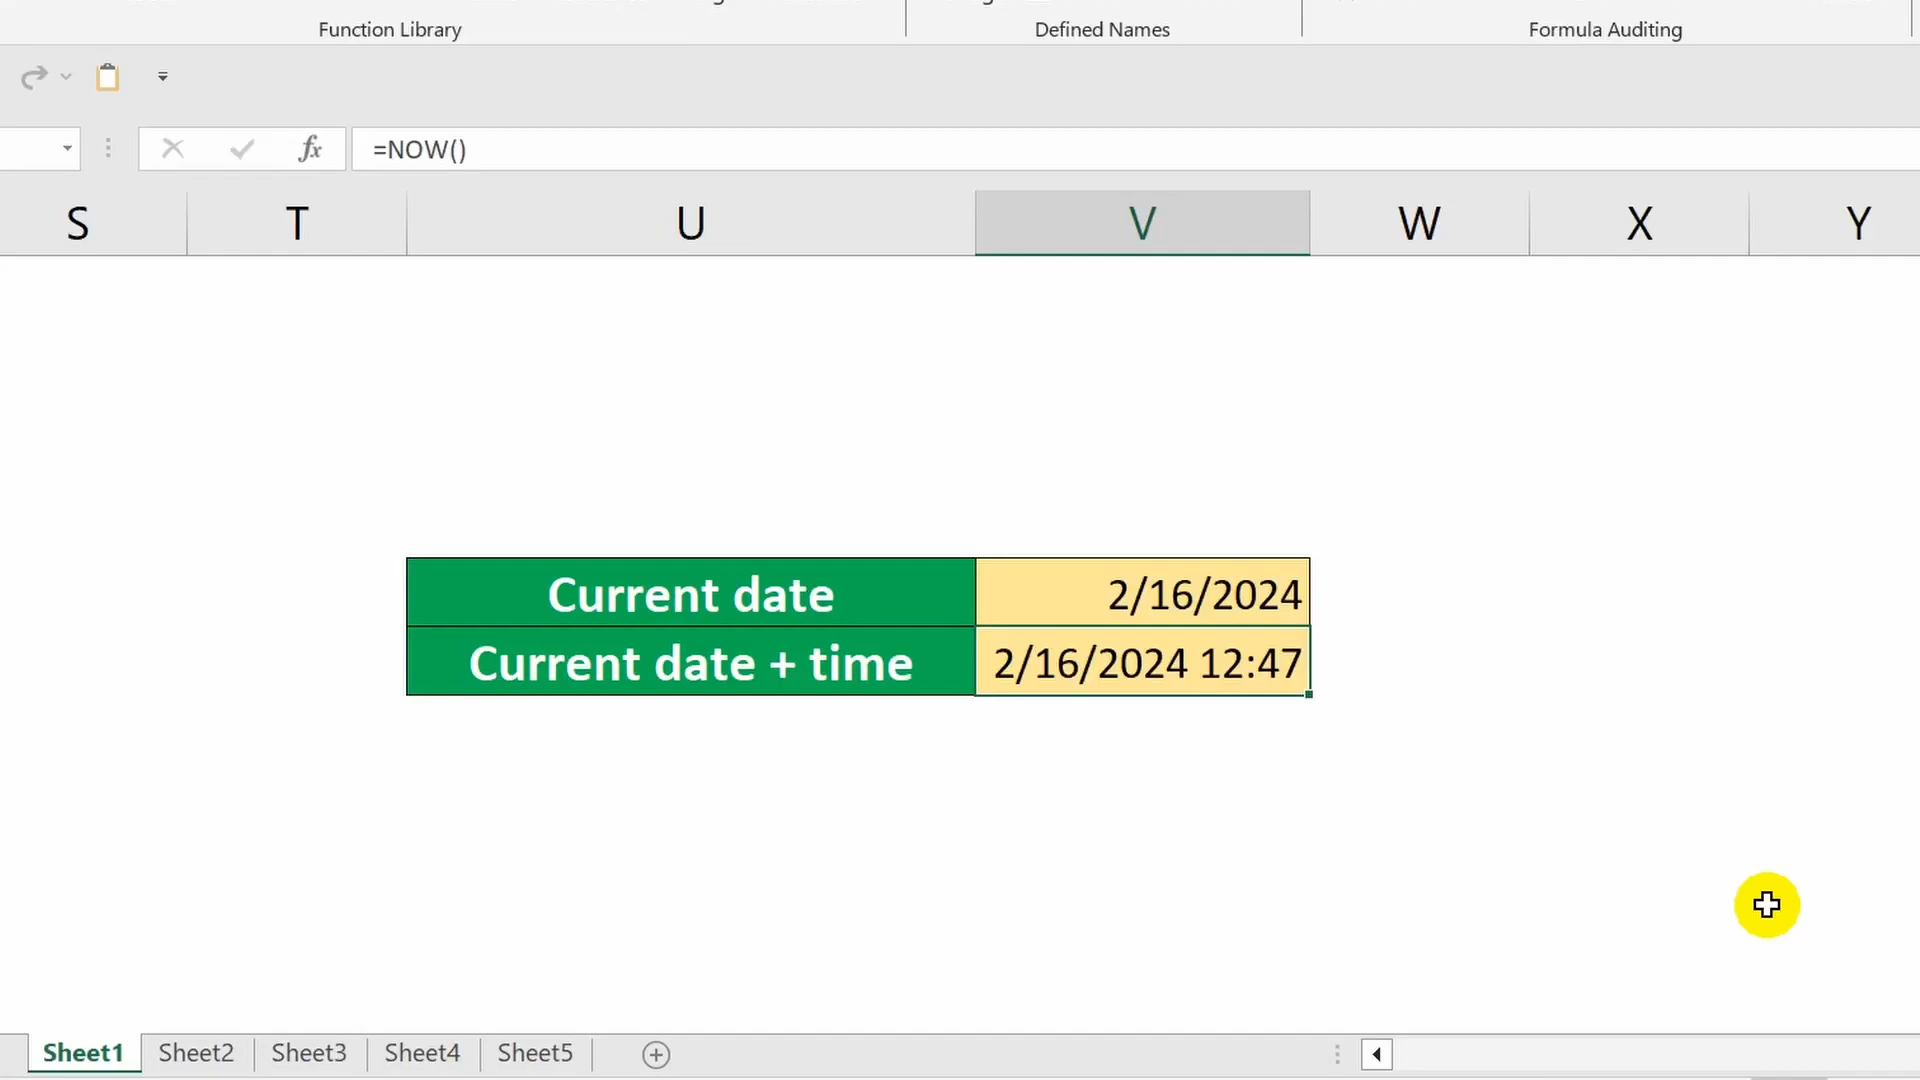 Function Library
Defined Names
Formula Auditing
fx
=NOW()
S T U V W X Y
Current date 2/16/2024
Current date + time 2/16/2024 12:47
Sheet1 Sheet2 Sheet3 Sheet4 Sheet5